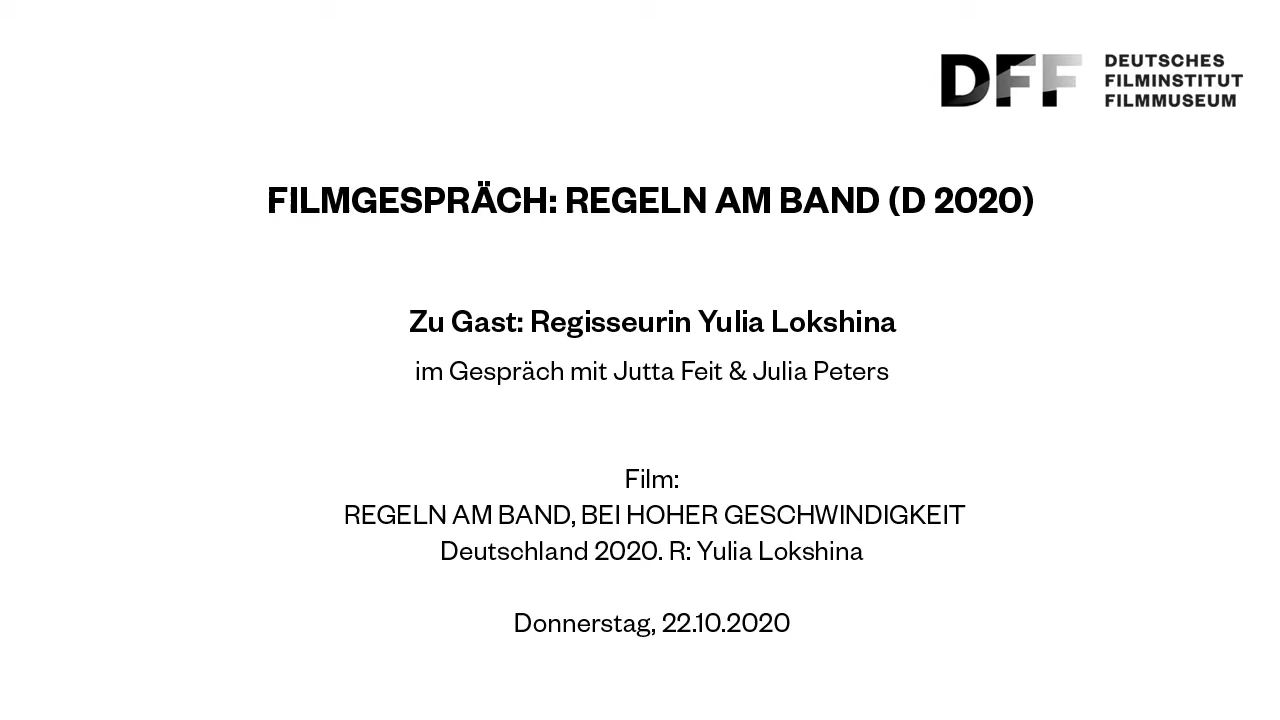 DFF
DEUTSCHES
FILMINSTITUT
FILMMUSEUM
FILMGESPRÄCH: REGELN AM BAND (D 2020)
Zu Gast: Regisseurin Yulia Lokshina
im Gespräch mit Jutta Feit & Julia Peters
Film:
REGELN AM BAND, BEI HOHER GESCHWINDIGKEIT
Deutschland 2020. R: Yulia Lokshina
Donnerstag, 22.10.2020